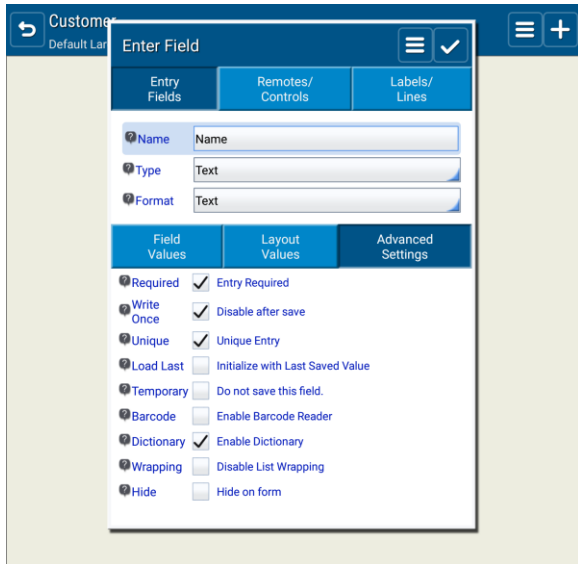 Customer
Default Lar
Enter Field
Entry
Fields
Remotes/
Controls
Labels/
Lines
Name
Name
Type
Text
Format
Text
Field
Values
Layout
Values
Advanced
Settings
Required
Entry Required
Write
Once
Disable after save
Unique
Unique Entry
Load Last
Initialize with Last Saved Value
Temporary
Do not save this field.
Barcode
Enable Barcode Reader
Dictionary
Enable Dictionary
Wrapping
Disable List Wrapping
Hide
Hide on form